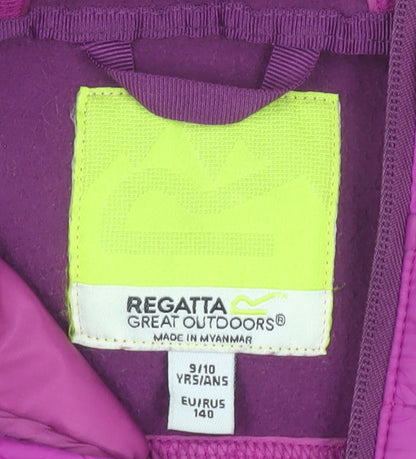 REGATTA
GREAT OUTDOORS®
MADE IN MYANMAR
9/10
YRS/ANS
EU/RUS
140